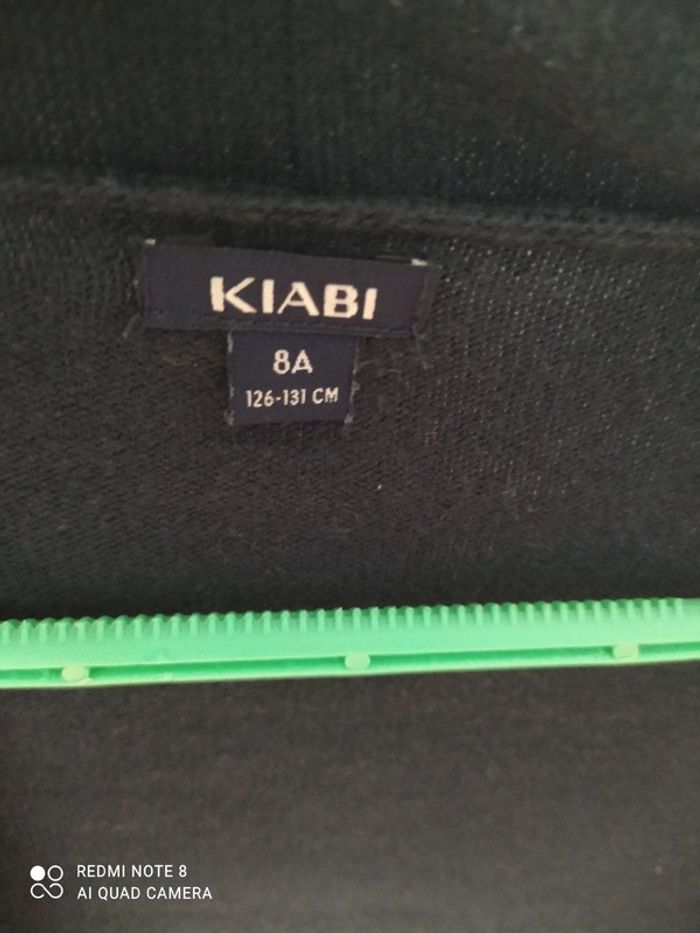 KIABI
8A
126-131 CM
REDMI NOTE 8
AI QUAD CAMERA